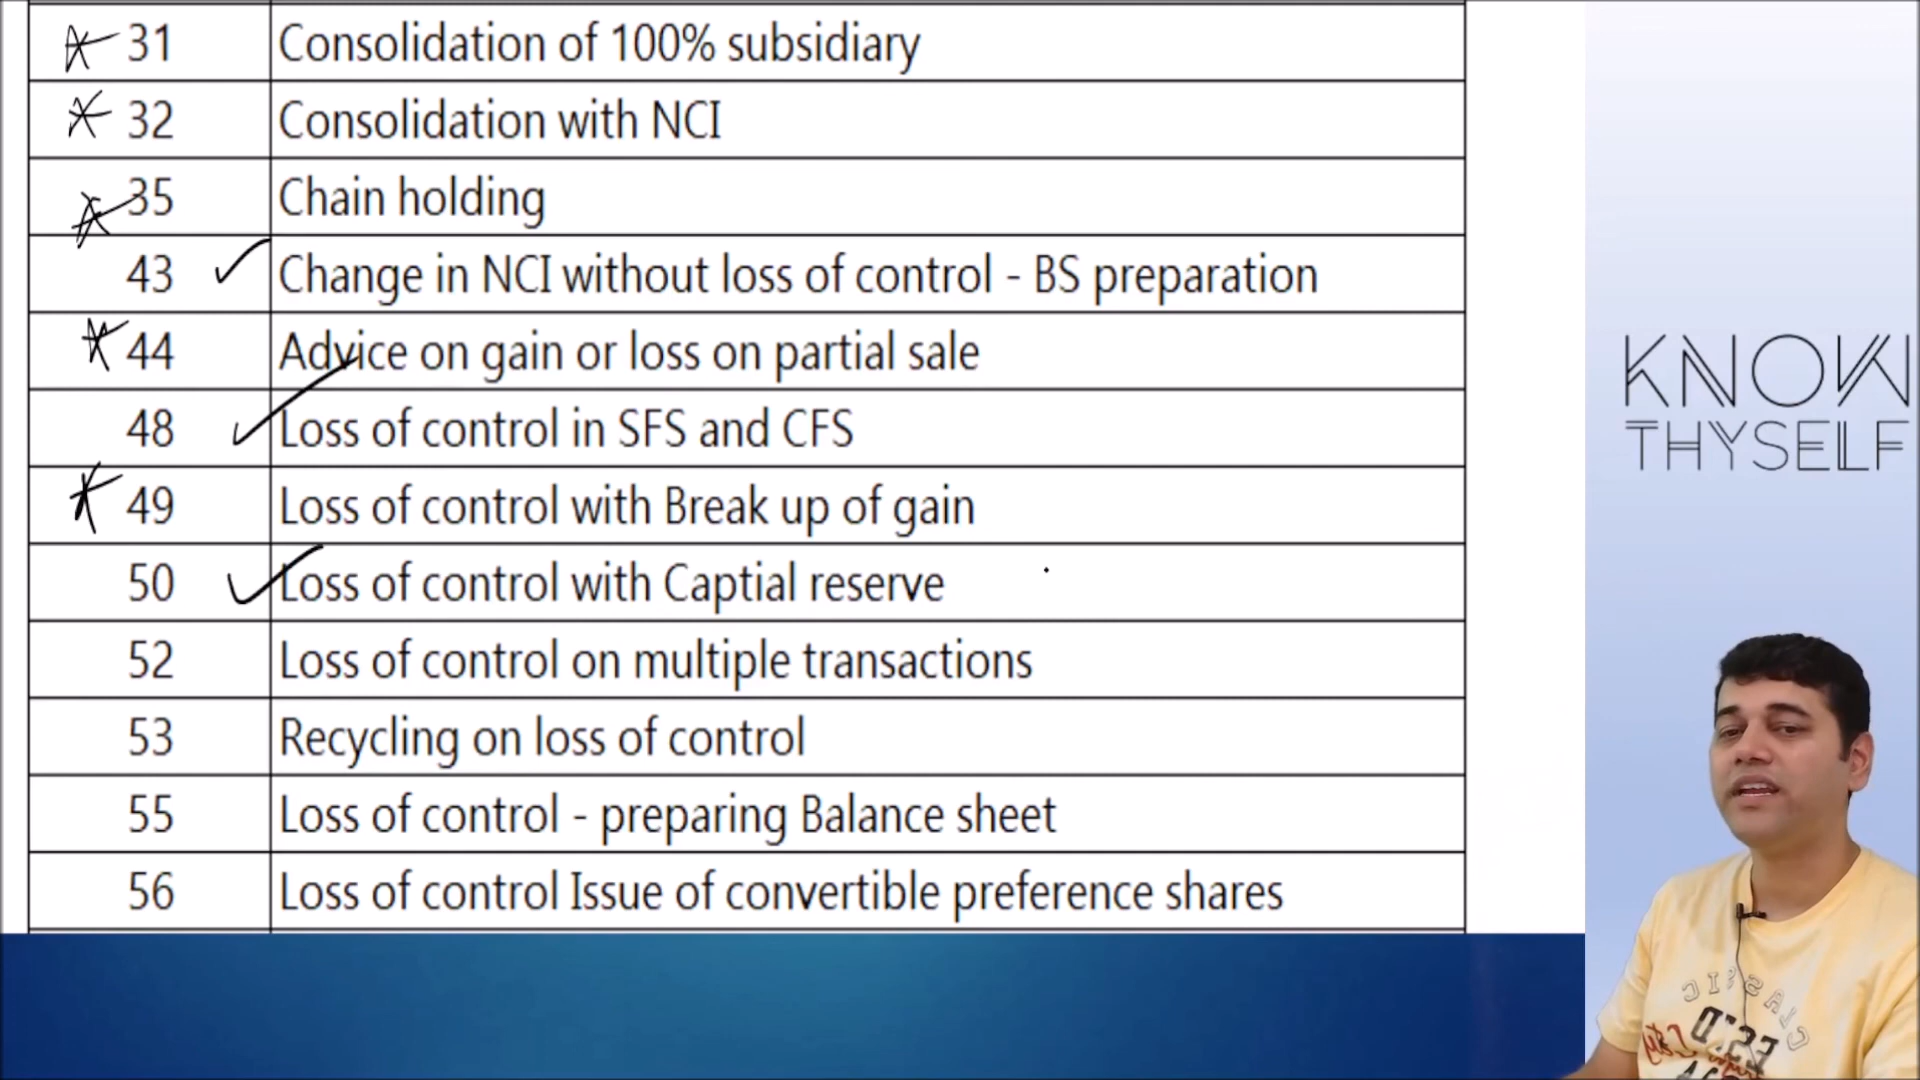 31 Consolidation of 100% subsidiary
32 Consolidation with NCI
35 Chain holding
43 Change in NCI without loss of control - BS preparation
44 Advice on gain or loss on partial sale
48 Loss of control in SFS and CFS
49 Loss of control with Break up of gain
50 Loss of control with Captial reserve
52 Loss of control on multiple transactions
53 Recycling on loss of control
55 Loss of control - preparing Balance sheet
56 Loss of control Issue of convertible preference shares
KNOW
THYSELF